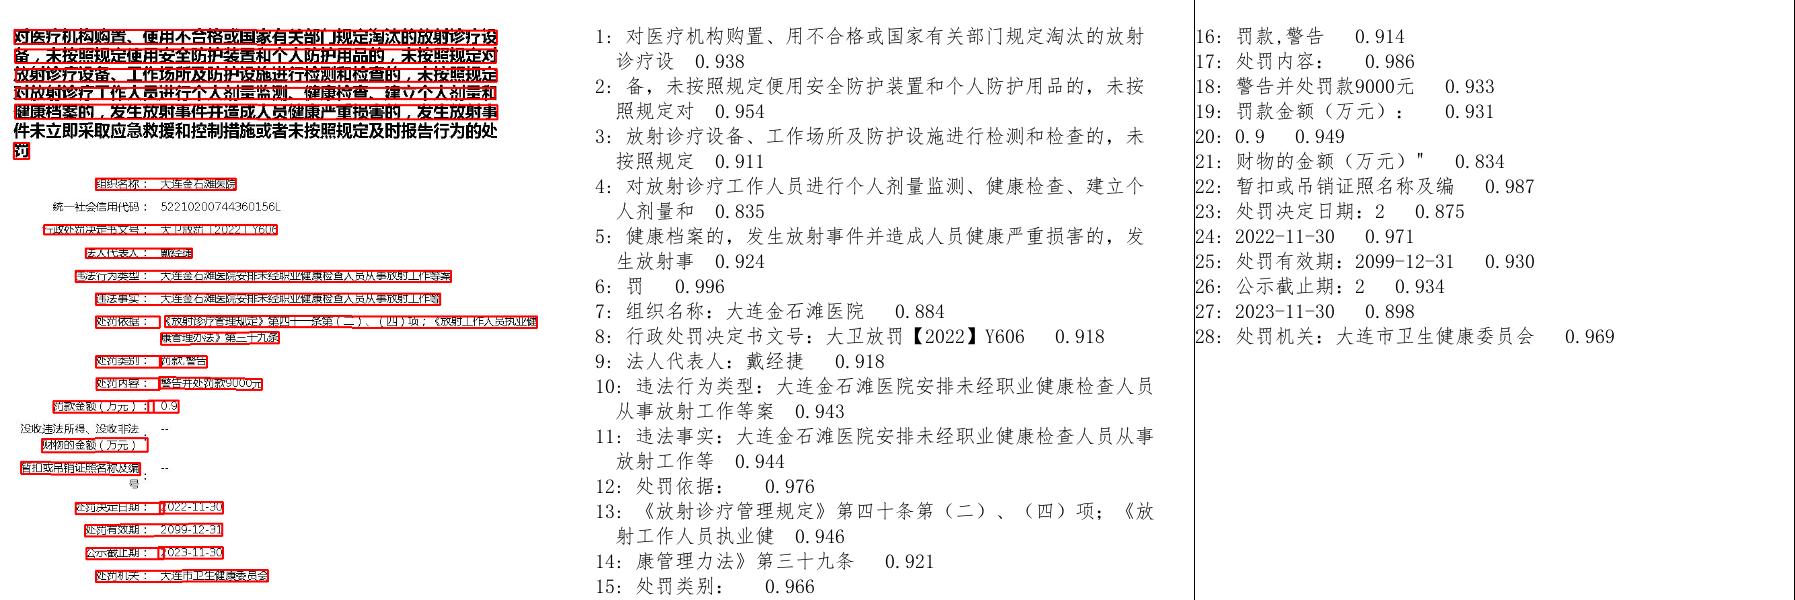 对医疗机构购置、使用不合格或国家有关部门规定淘汰的放射诊疗设
备，未按照规定使用安全防护装置和个人防护用品的，未按照规定对
放射诊疗设备、工作场所及防护设施进行检测和检查的，未按照规定
对放射诊疗工作人员进行个人剂量监测、健康检查、建立个人剂量和
健康档案的，发生放射事件并造成人员健康严重损害的，发生放射事
件未立即采取应急救援和控制措施或者未按照规定及时报告行为的处
罚
组织名称： 大连金石滩医院
统一社会信用代码： 52210200744360156L
行政处罚决定书文号： 大卫放罚【2022】Y606
法人代表人： 戴经捷
违法行为类型： 大连金石滩医院安排未经职业健康检查人员从事放射工作等案
违法事实： 大连金石滩医院安排未经职业健康检查人员从事放射工作等
处罚依据： 《放射诊疗管理规定》第四十一条第（二）、（四）项；《放射工作人员执业健
康管理办法》第三十九条
处罚类别： 罚款,警告
处罚内容： 警告并处罚款9000元
罚款金额（万元）： 0.9
没收违法所得、没收非法
财物的金额（万元）： --
暂扣或吊销证照名称及编
号： --
处罚决定日期： 2022-11-30
处罚有效期： 2099-12-31
公示截止期： 2023-11-30
处罚机关： 大连市卫生健康委员会
1: 对医疗机构购置、用不合格或国家有关部门规定淘汰的放射
诊疗设 0.938
2: 备，未按照规定便用安全防护装置和个人防护用品的，未按
照规定对 0.954
3: 放射诊疗设备、工作场所及防护设施进行检测和检查的，未
按照规定 0.911
4: 对放射诊疗工作人员进行个人剂量监测、健康检查、建立个
人剂量和 0.835
5: 健康档案的，发生放射事件并造成人员健康严重损害的，发
生放射事 0.924
6: 罚 0.996
7: 组织名称：大连金石滩医院 0.884
8: 行政处罚决定书文号：大卫放罚【2022】Y606 0.918
9: 法人代表人：戴经捷 0.918
10: 违法行为类型：大连金石滩医院安排未经职业健康检查人员
从事放射工作等案 0.943
11: 违法事实：大连金石滩医院安排未经职业健康检查人员从事
放射工作等 0.944
12: 处罚依据： 0.976
13: 《放射诊疗管理规定》第四十条第（二）、（四）项；《放
射工作人员执业健 0.946
14: 康管理力法》第三十九条 0.921
15: 处罚类别： 0.966
16: 罚款,警告 0.914
17: 处罚内容： 0.986
18: 警告并处罚款9000元 0.933
19: 罚款金额（万元）： 0.931
20: 0.9 0.949
21: 财物的金额（万元）" 0.834
22: 暂扣或吊销证照名称及编 0.987
23: 处罚决定日期：2 0.875
24: 2022-11-30 0.971
25: 处罚有效期：2099-12-31 0.930
26: 公示截止期：2 0.934
27: 2023-11-30 0.898
28: 处罚机关：大连市卫生健康委员会 0.969